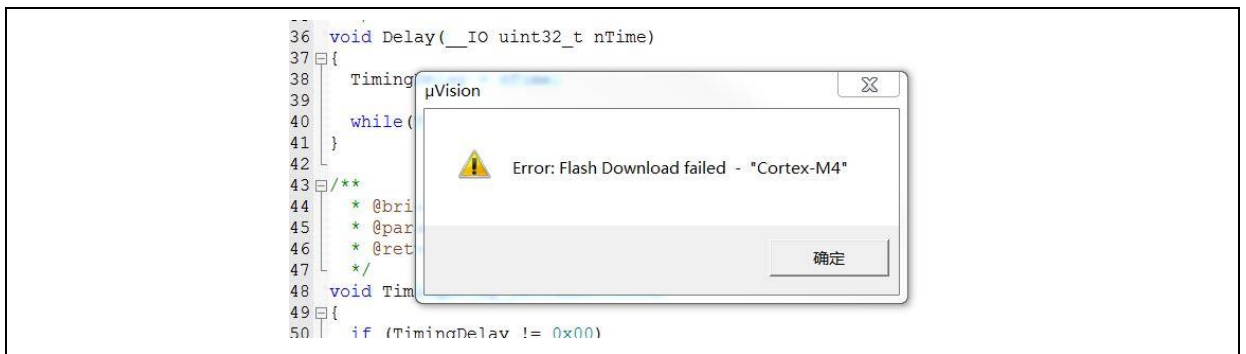 36 void Delay(__IO uint32_t nTime)
37 {
38 Timing
µVision
39
40 while(
41 }
Error: Flash Download failed - "Cortex-M4"
42
43 /**
44 * @bri
45 * @par
46 * @ret
47 */
确定
48 void Tim
49 {
50 if (TimingDelay != 0x00)